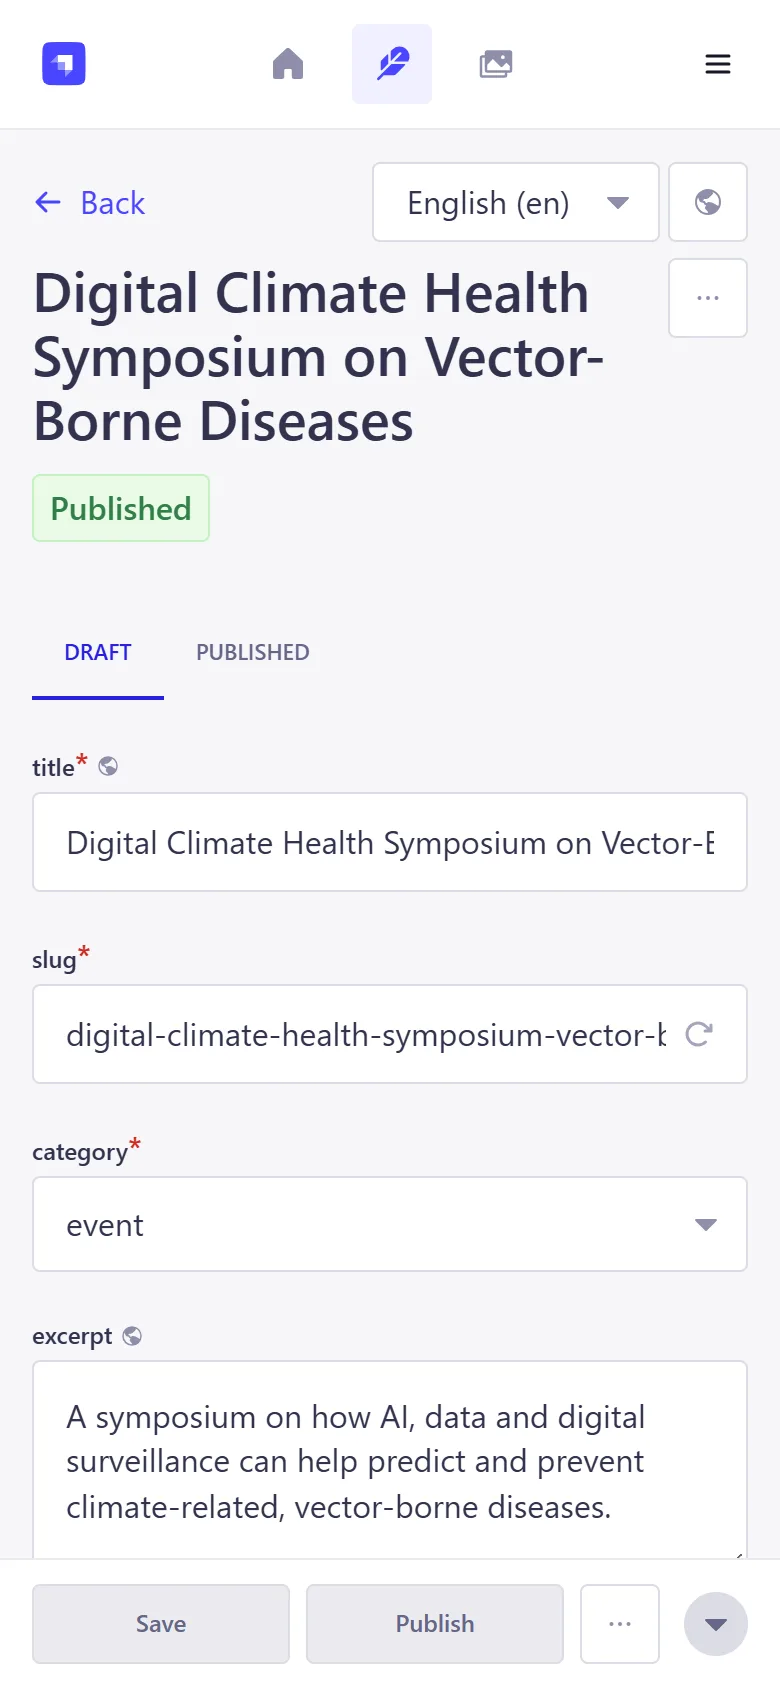 Back
English (en)
Digital Climate Health
Symposium on Vector-
Borne Diseases
Published
DRAFT
PUBLISHED
title*
Digital Climate Health Symposium on Vector-
slug*
digital-climate-health-symposium-vector-
category*
event
excerpt
A symposium on how AI, data and digital
surveillance can help predict and prevent
climate-related, vector-borne diseases.
Save
Publish